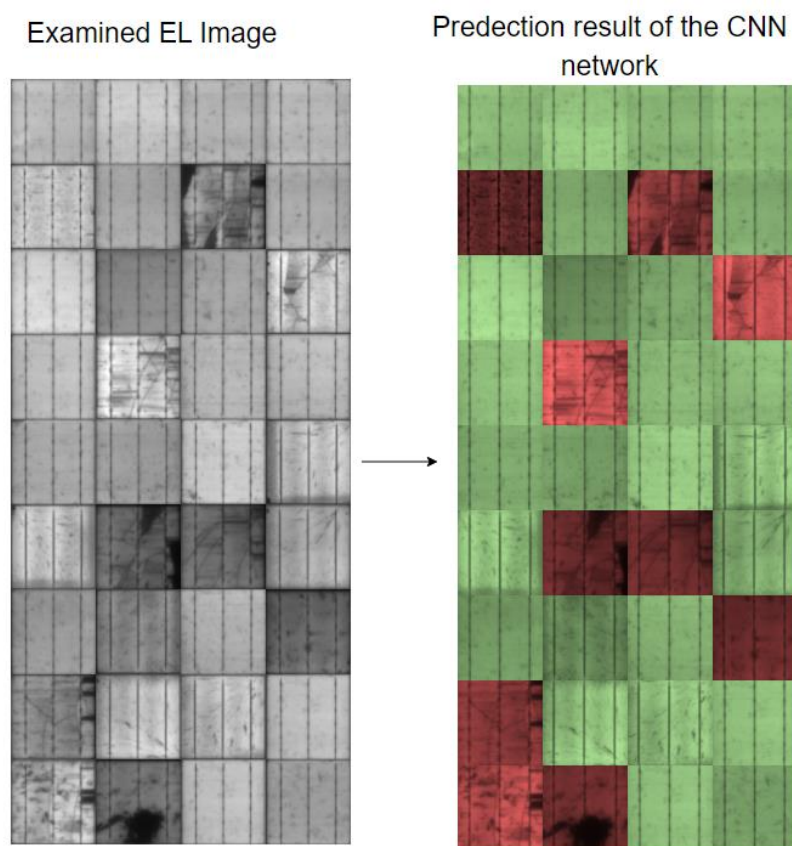 Examined EL Image
Predection result of the CNN
network